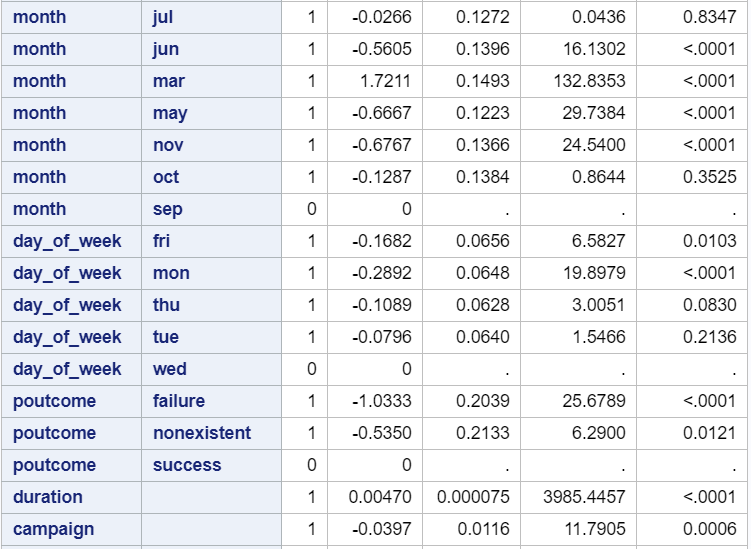 month jul 1 -0.0266 0.1272 0.0436 0.8347
month jun 1 -0.5605 0.1396 16.1302 <.0001
month mar 1 1.7211 0.1493 132.8353 <.0001
month may 1 -0.6667 0.1223 29.7384 <.0001
month nov 1 -0.6767 0.1366 24.5400 <.0001
month oct 1 -0.1287 0.1384 0.8644 0.3525
month sep 0 0 . . .
day_of_week fri 1 -0.1682 0.0656 6.5827 0.0103
day_of_week mon 1 -0.2892 0.0648 19.8979 <.0001
day_of_week thu 1 -0.1089 0.0628 3.0051 0.0830
day_of_week tue 1 -0.0796 0.0640 1.5466 0.2136
day_of_week wed 0 0 . . .
poutcome failure 1 -1.0333 0.2039 25.6789 <.0001
poutcome nonexistent 1 -0.5350 0.2133 6.2900 0.0121
poutcome success 0 0 . . .
duration 1 0.00470 0.000075 3985.4457 <.0001
campaign 1 -0.0397 0.0116 11.7905 0.0006